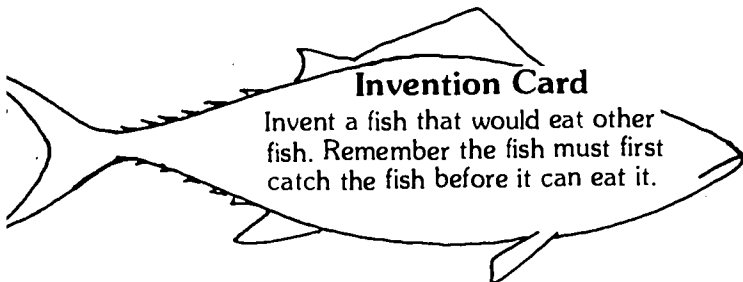 Invention Card
Invent a fish that would eat other
fish. Remember the fish must first
catch the fish before it can eat it.